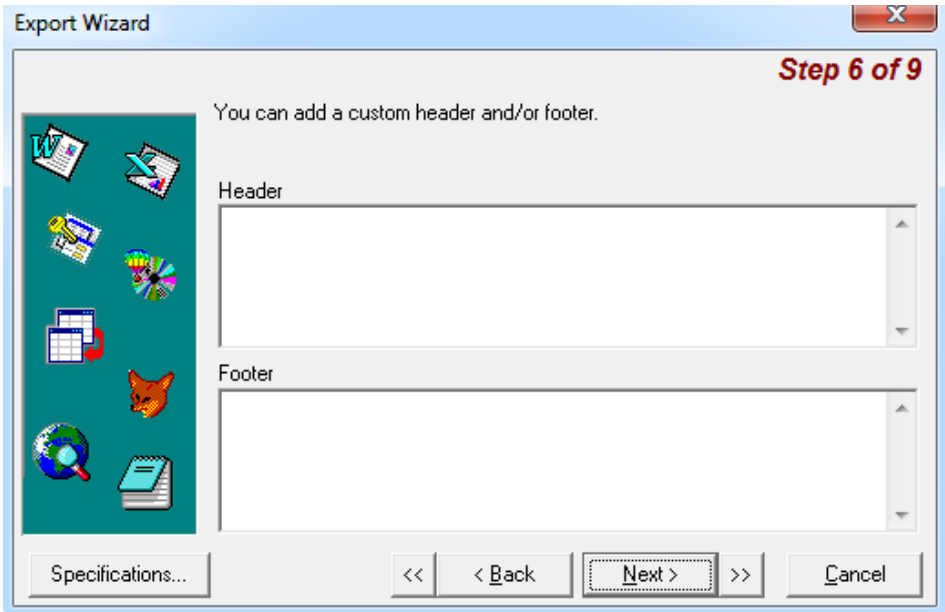 Export Wizard
Step 6 of 9
You can add a custom header and/or footer.
Header
Footer
Specifications... << < Back Next > >> Cancel